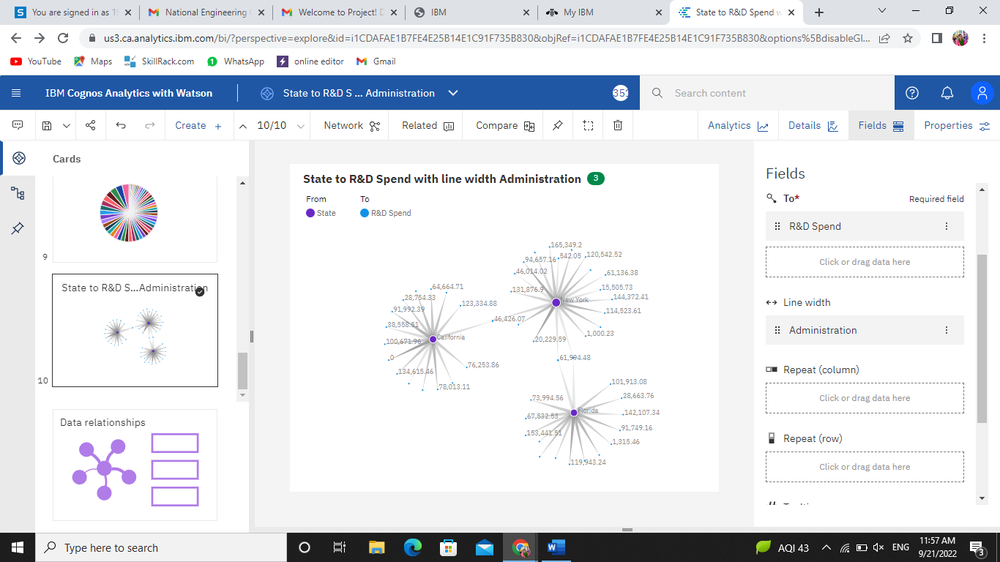 You are signed in as 19
National Engineering C
Welcome to Project! D
IBM
My IBM
State to R&D Spend w
us3.ca.analytics.ibm.com/bi/?perspective=explore&id=i1CDAFAE1B7FE4E25B14E1C91F735B830&objRef=i1CDAFAE1B7FE4E25B14E1C91F735B830&options%5BdisableGl...
YouTube
Maps
SkillRack.com
WhatsApp
online editor
Gmail
IBM Cognos Analytics with Watson
State to R&D S ... Administration
351
Search content
Create
10/10
Network
Related
Compare
Analytics
Details
Fields
Properties
Cards
9
State to R&D S...Administration
10
Data relationships
State to R&D Spend with line width Administration 3
From
To
State
R&D Spend
165,349.2
542.05
120,542.52
94,657.16
46,014.02
61,136.38
131,876.9
15,505.73
New York
144,372.41
114,523.61
46,426.07
1,000.23
20,229.59
61,994.48
64,664.71
28,754.33
123,334.88
91,992.39
38,558.51
California
100,671.96
0
76,253.86
134,615.46
78,013.11
101,913.08
73,994.56
28,663.76
Florida
142,107.34
67,532.53
91,749.16
153,441.51
1,315.46
119,943.24
Fields
To*
Required field
R&D Spend
Click or drag data here
Line width
Administration
Repeat (column)
Click or drag data here
Repeat (row)
Click or drag data here
Type here to search
AQI 43
ENG
11:57 AM
9/21/2022
3